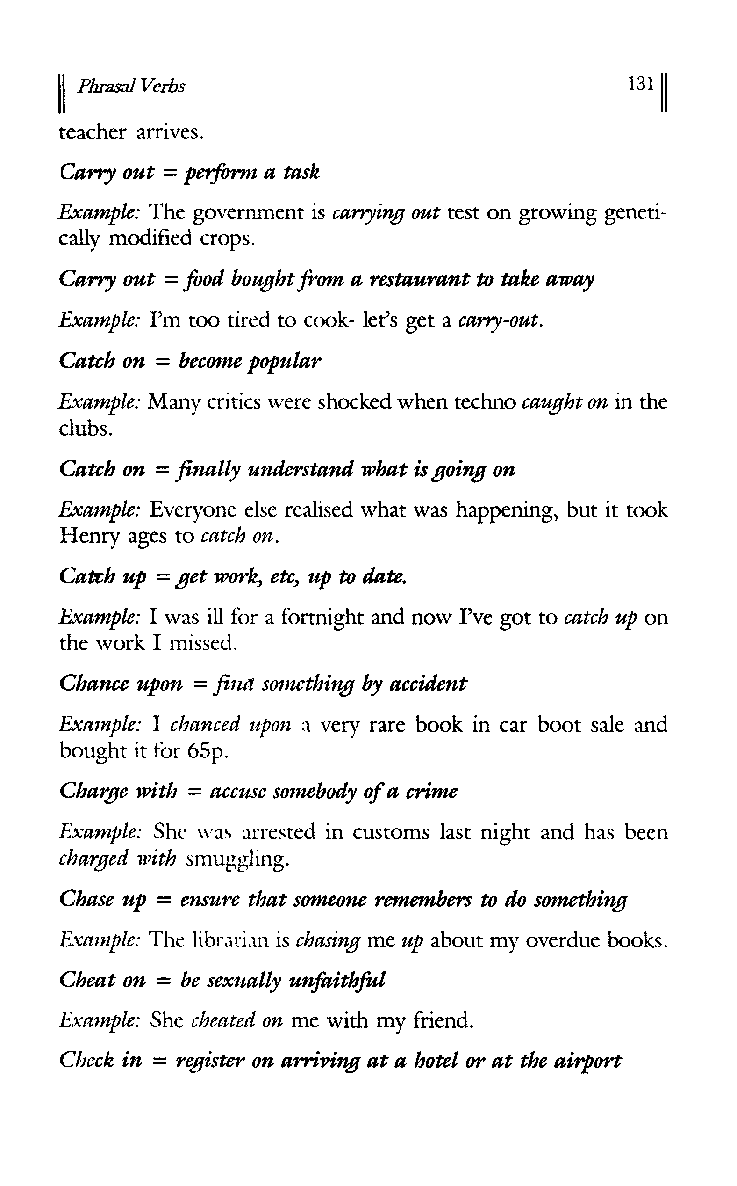 Phrasal Verbs 131
teacher arrives.
Carry out = perform a task
Example: The government is carrying out test on growing geneti-
cally modified crops.
Carry out = food bought from a restaurant to take away
Example: I'm too tired to cook- let's get a carry-out.
Catch on = become popular
Example: Many critics were shocked when techno caught on in the
clubs.
Catch on = finally understand what is going on
Example: Everyone else realised what was happening, but it took
Henry ages to catch on.
Catch up = get work, etc, up to date.
Example: I was ill for a fortnight and now I've got to catch up on
the work I missed.
Chance upon = find something by accident
Example: I chanced upon a very rare book in car boot sale and
bought it for 65p.
Charge with = accuse somebody of a crime
Example: She was arrested in customs last night and has been
charged with smuggling.
Chase up = ensure that someone remembers to do something
Example: The librarian is chasing me up about my overdue books.
Cheat on = be sexually unfaithful
Example: She cheated on me with my friend.
Check in = register on arriving at a hotel or at the airport